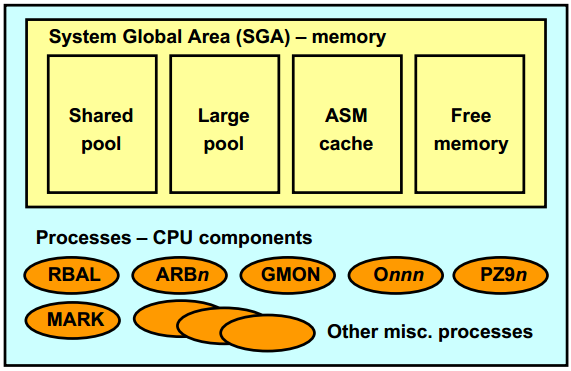 System Global Area (SGA) – memory
Shared
pool
Large
pool
ASM
cache
Free
memory
Processes – CPU components
RBAL ARBn GMON Onnn PZ9n
MARK Other misc. processes